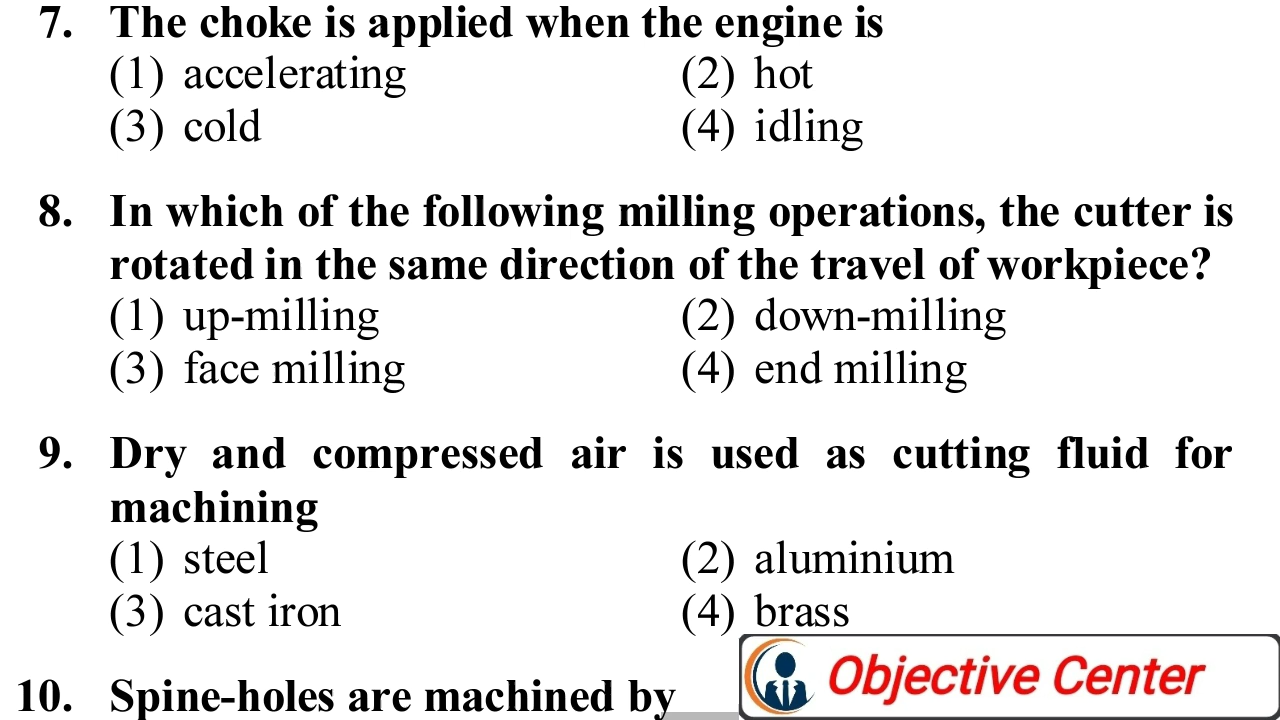 7. The choke is applied when the engine is
(1) accelerating (2) hot
(3) cold (4) idling
8. In which of the following milling operations, the cutter is
rotated in the same direction of the travel of workpiece?
(1) up-milling (2) down-milling
(3) face milling (4) end milling
9. Dry and compressed air is used as cutting fluid for
machining
(1) steel (2) aluminium
(3) cast iron (4) brass
10. Spine-holes are machined by
Objective Center